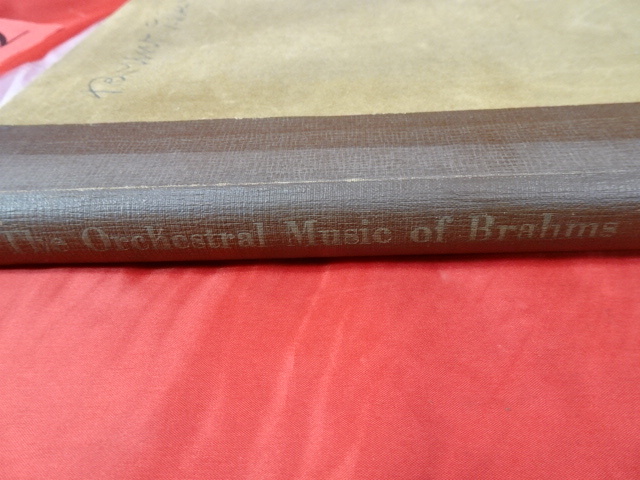 The Orchestral Music of Brahms